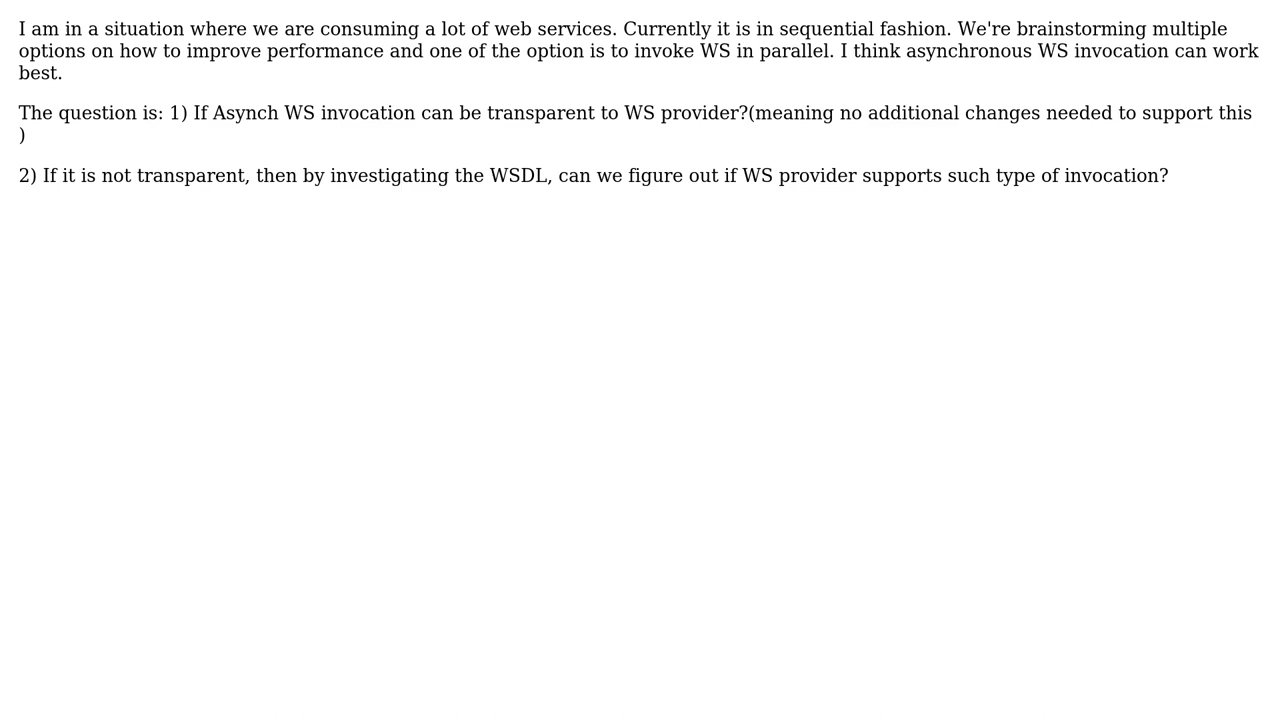 I am in a situation where we are consuming a lot of web services. Currently it is in sequential fashion. We're brainstorming multiple
options on how to improve performance and one of the option is to invoke WS in parallel. I think asynchronous WS invocation can work
best.
The question is: 1) If Asynch WS invocation can be transparent to WS provider?(meaning no additional changes needed to support this
)
2) If it is not transparent, then by investigating the WSDL, can we figure out if WS provider supports such type of invocation?